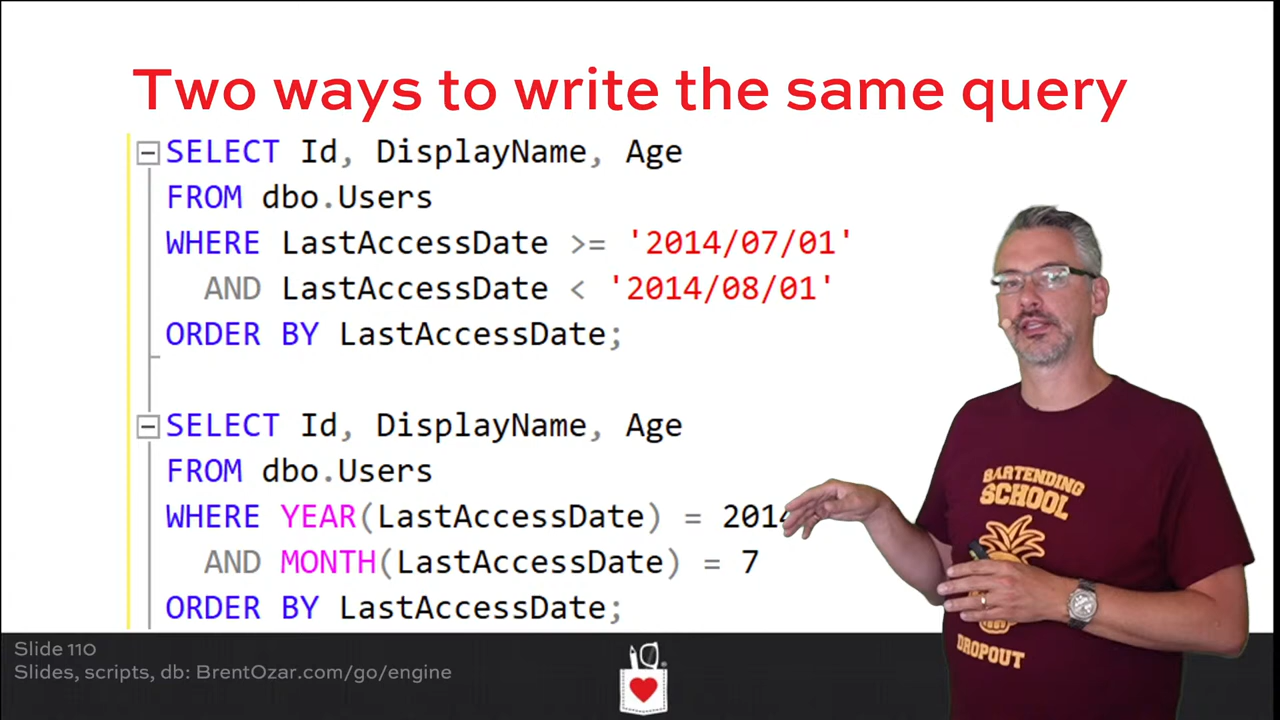 Two ways to write the same query
SELECT Id, DisplayName, Age
FROM dbo.Users
WHERE LastAccessDate >= '2014/07/01'
AND LastAccessDate < '2014/08/01'
ORDER BY LastAccessDate;
SELECT Id, DisplayName, Age
FROM dbo.Users
WHERE YEAR(LastAccessDate) = 2014
AND MONTH(LastAccessDate) = 7
ORDER BY LastAccessDate;
BARTENDING
SCHOOL
DROPOUT
Slide 110
Slides, scripts, db: BrentOzar.com/go/engine